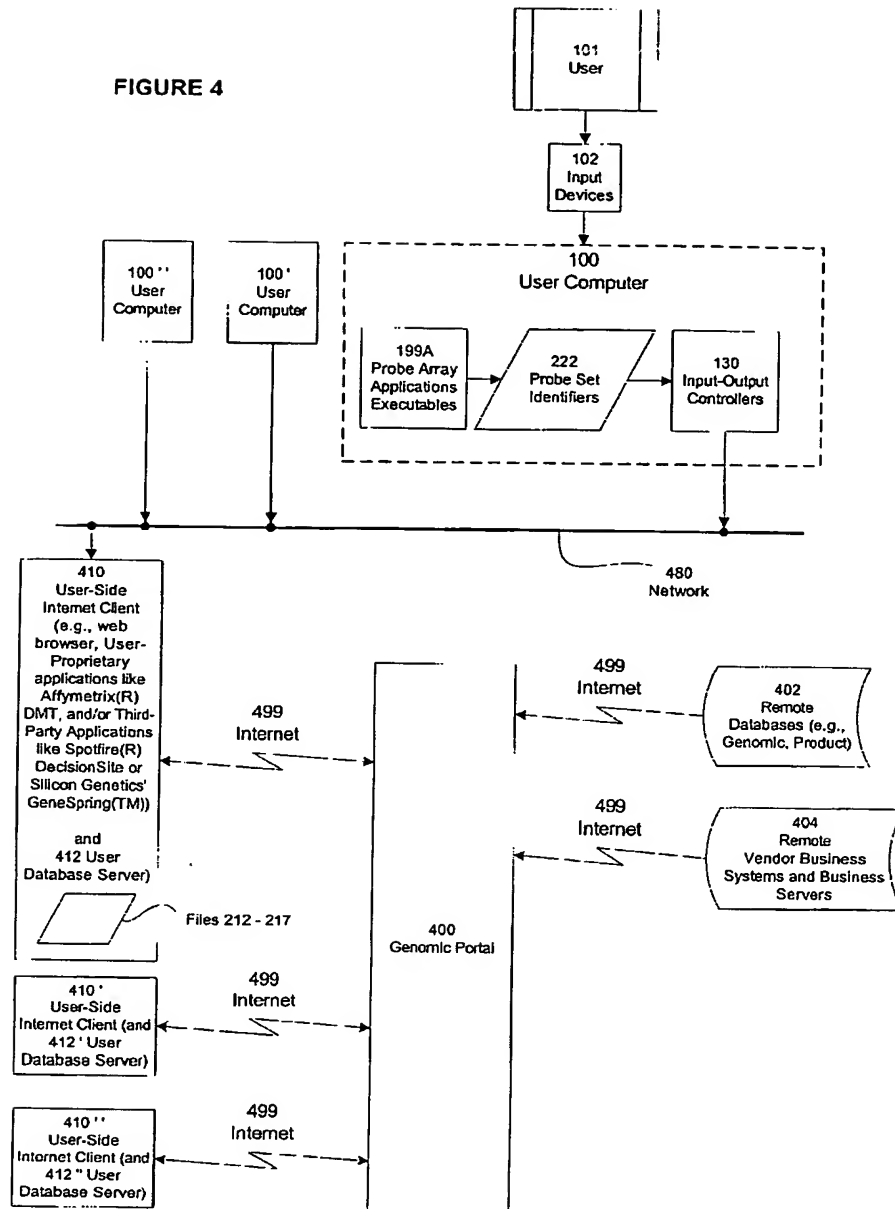 FIGURE 4
101
User
102
Input
Devices
100 ''
User
Computer
100 '
User
Computer
100
User Computer
199A
Probe Array
Applications
Executables
222
Probe Set
Identifiers
130
Input-Output
Controllers
480
Network
410
User-Side
Internet Client
(e.g., web
browser, User-
Proprietary
applications like
Affymetrix(R)
DMT, and/or Third-
Party Applications
like Spotfire(R)
DecisionSite or
Silicon Genetics'
GeneSpring(TM))
and
412 User
Database Server)
Files 212 - 217
499
Internet
499
Internet
402
Remote
Databases (e.g.,
Genomic, Product)
499
Internet
404
Remote
Vendor Business
Systems and Business
Servers
400
Genomic Portal
410 '
User-Side
Internet Client (and
412 ' User
Database Server)
499
Internet
410 ''
User-Side
Internet Client (and
412 '' User
Database Server)
499
Internet